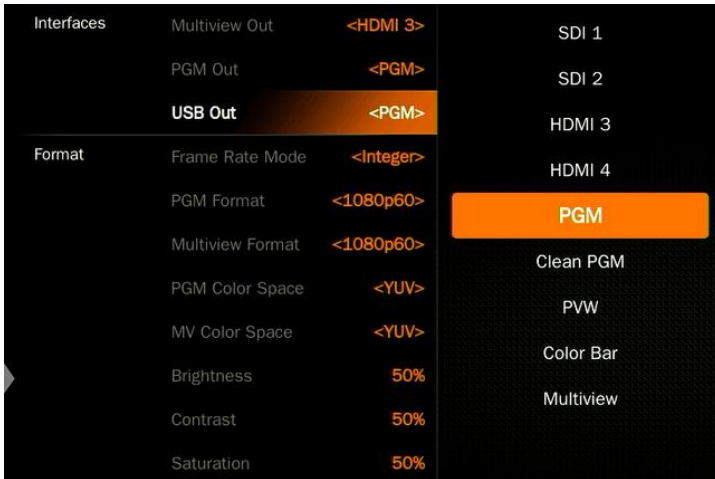 Interfaces
Multiview Out <HDMI 3>
PGM Out <PGM>
USB Out <PGM>
Format
Frame Rate Mode <Integer>
PGM Format <1080p60>
Multiview Format <1080p60>
PGM Color Space <YUV>
MV Color Space <YUV>
Brightness 50%
Contrast 50%
Saturation 50%
SDI 1
SDI 2
HDMI 3
HDMI 4
PGM
Clean PGM
PVW
Color Bar
Multiview